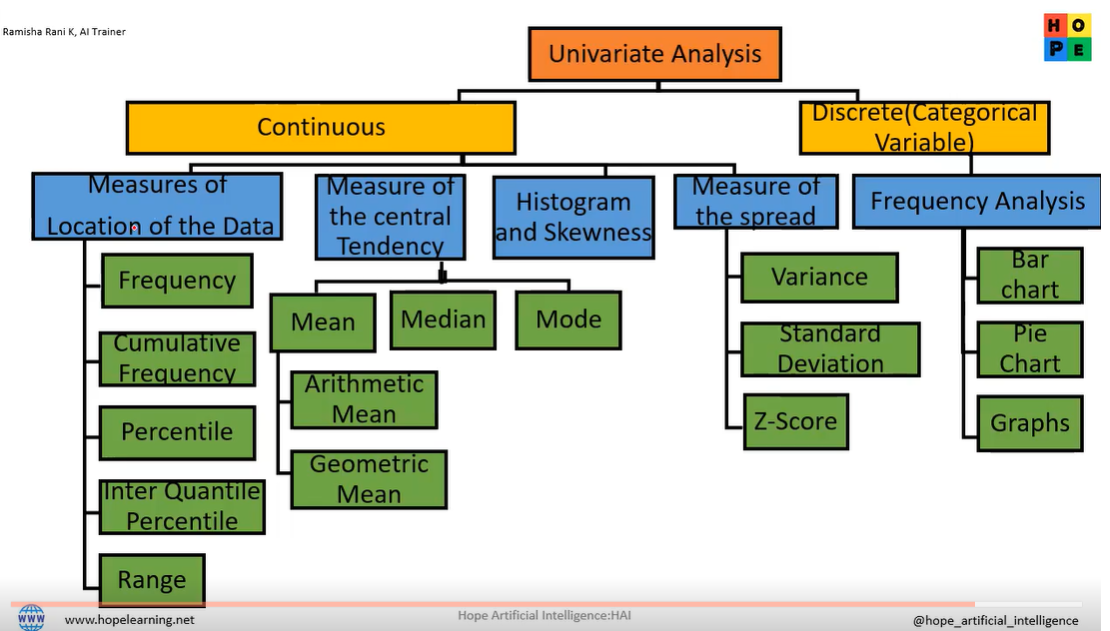 Ramisha Rani K, AI Trainer
H O
P E
Univariate Analysis
Continuous
Discrete(Categorical
Variable)
Measures of
Location of the Data
Measure of
the central
Tendency
Histogram
and Skewness
Measure of
the spread
Frequency Analysis
Frequency
Cumulative
Frequency
Percentile
Inter Quantile
Percentile
Range
Mean
Median
Mode
Arithmetic
Mean
Geometric
Mean
Variance
Standard
Deviation
Z-Score
Bar
chart
Pie
Chart
Graphs
WWW
www.hopelearning.net
Hope Artificial Intelligence:HAI
@hope_artificial_intelligence